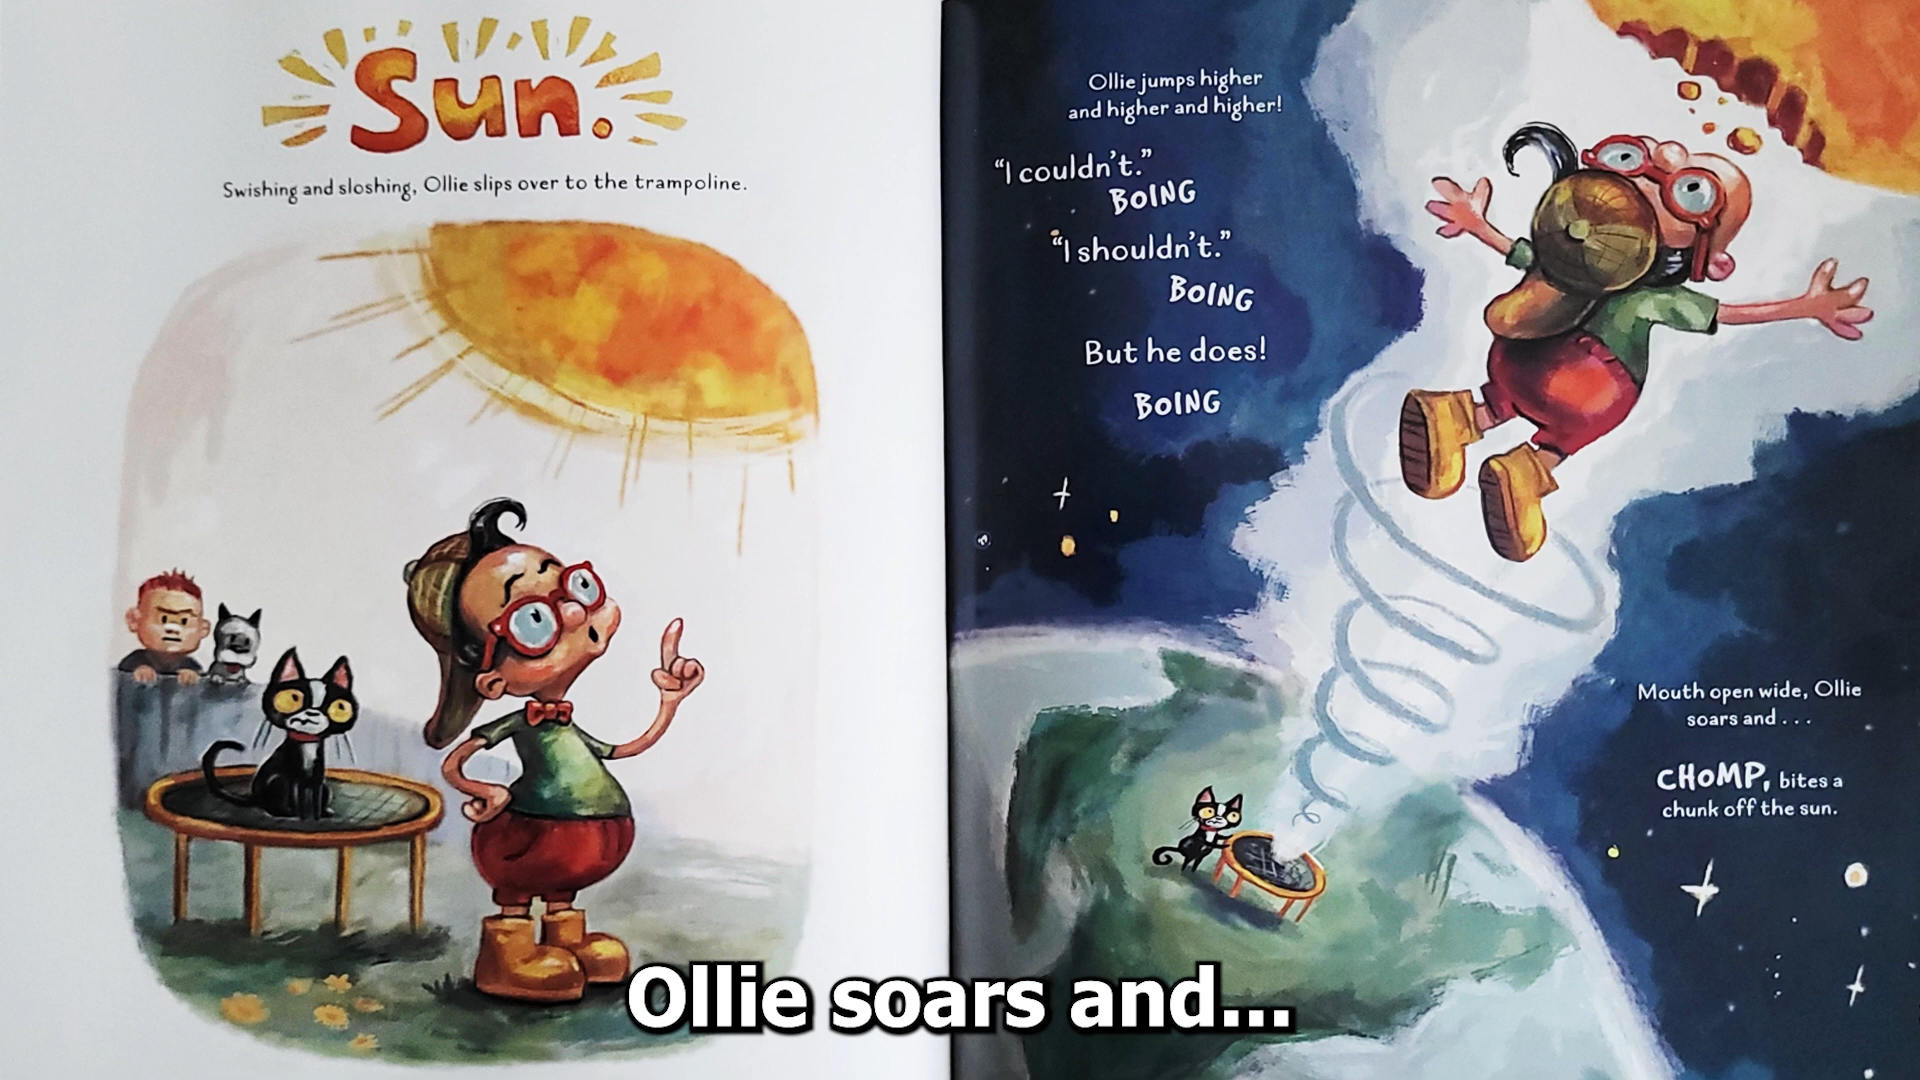 Sun.
Swishing and sloshing, Ollie slips over to the trampoline.
Ollie jumps higher
and higher and higher!
“I couldn’t.”
BOING
“I shouldn’t.”
BOING
But he does!
BOING
Mouth open wide, Ollie
soars and . . .
CHOMP, bites a
chunk off the sun.
Ollie soars and...